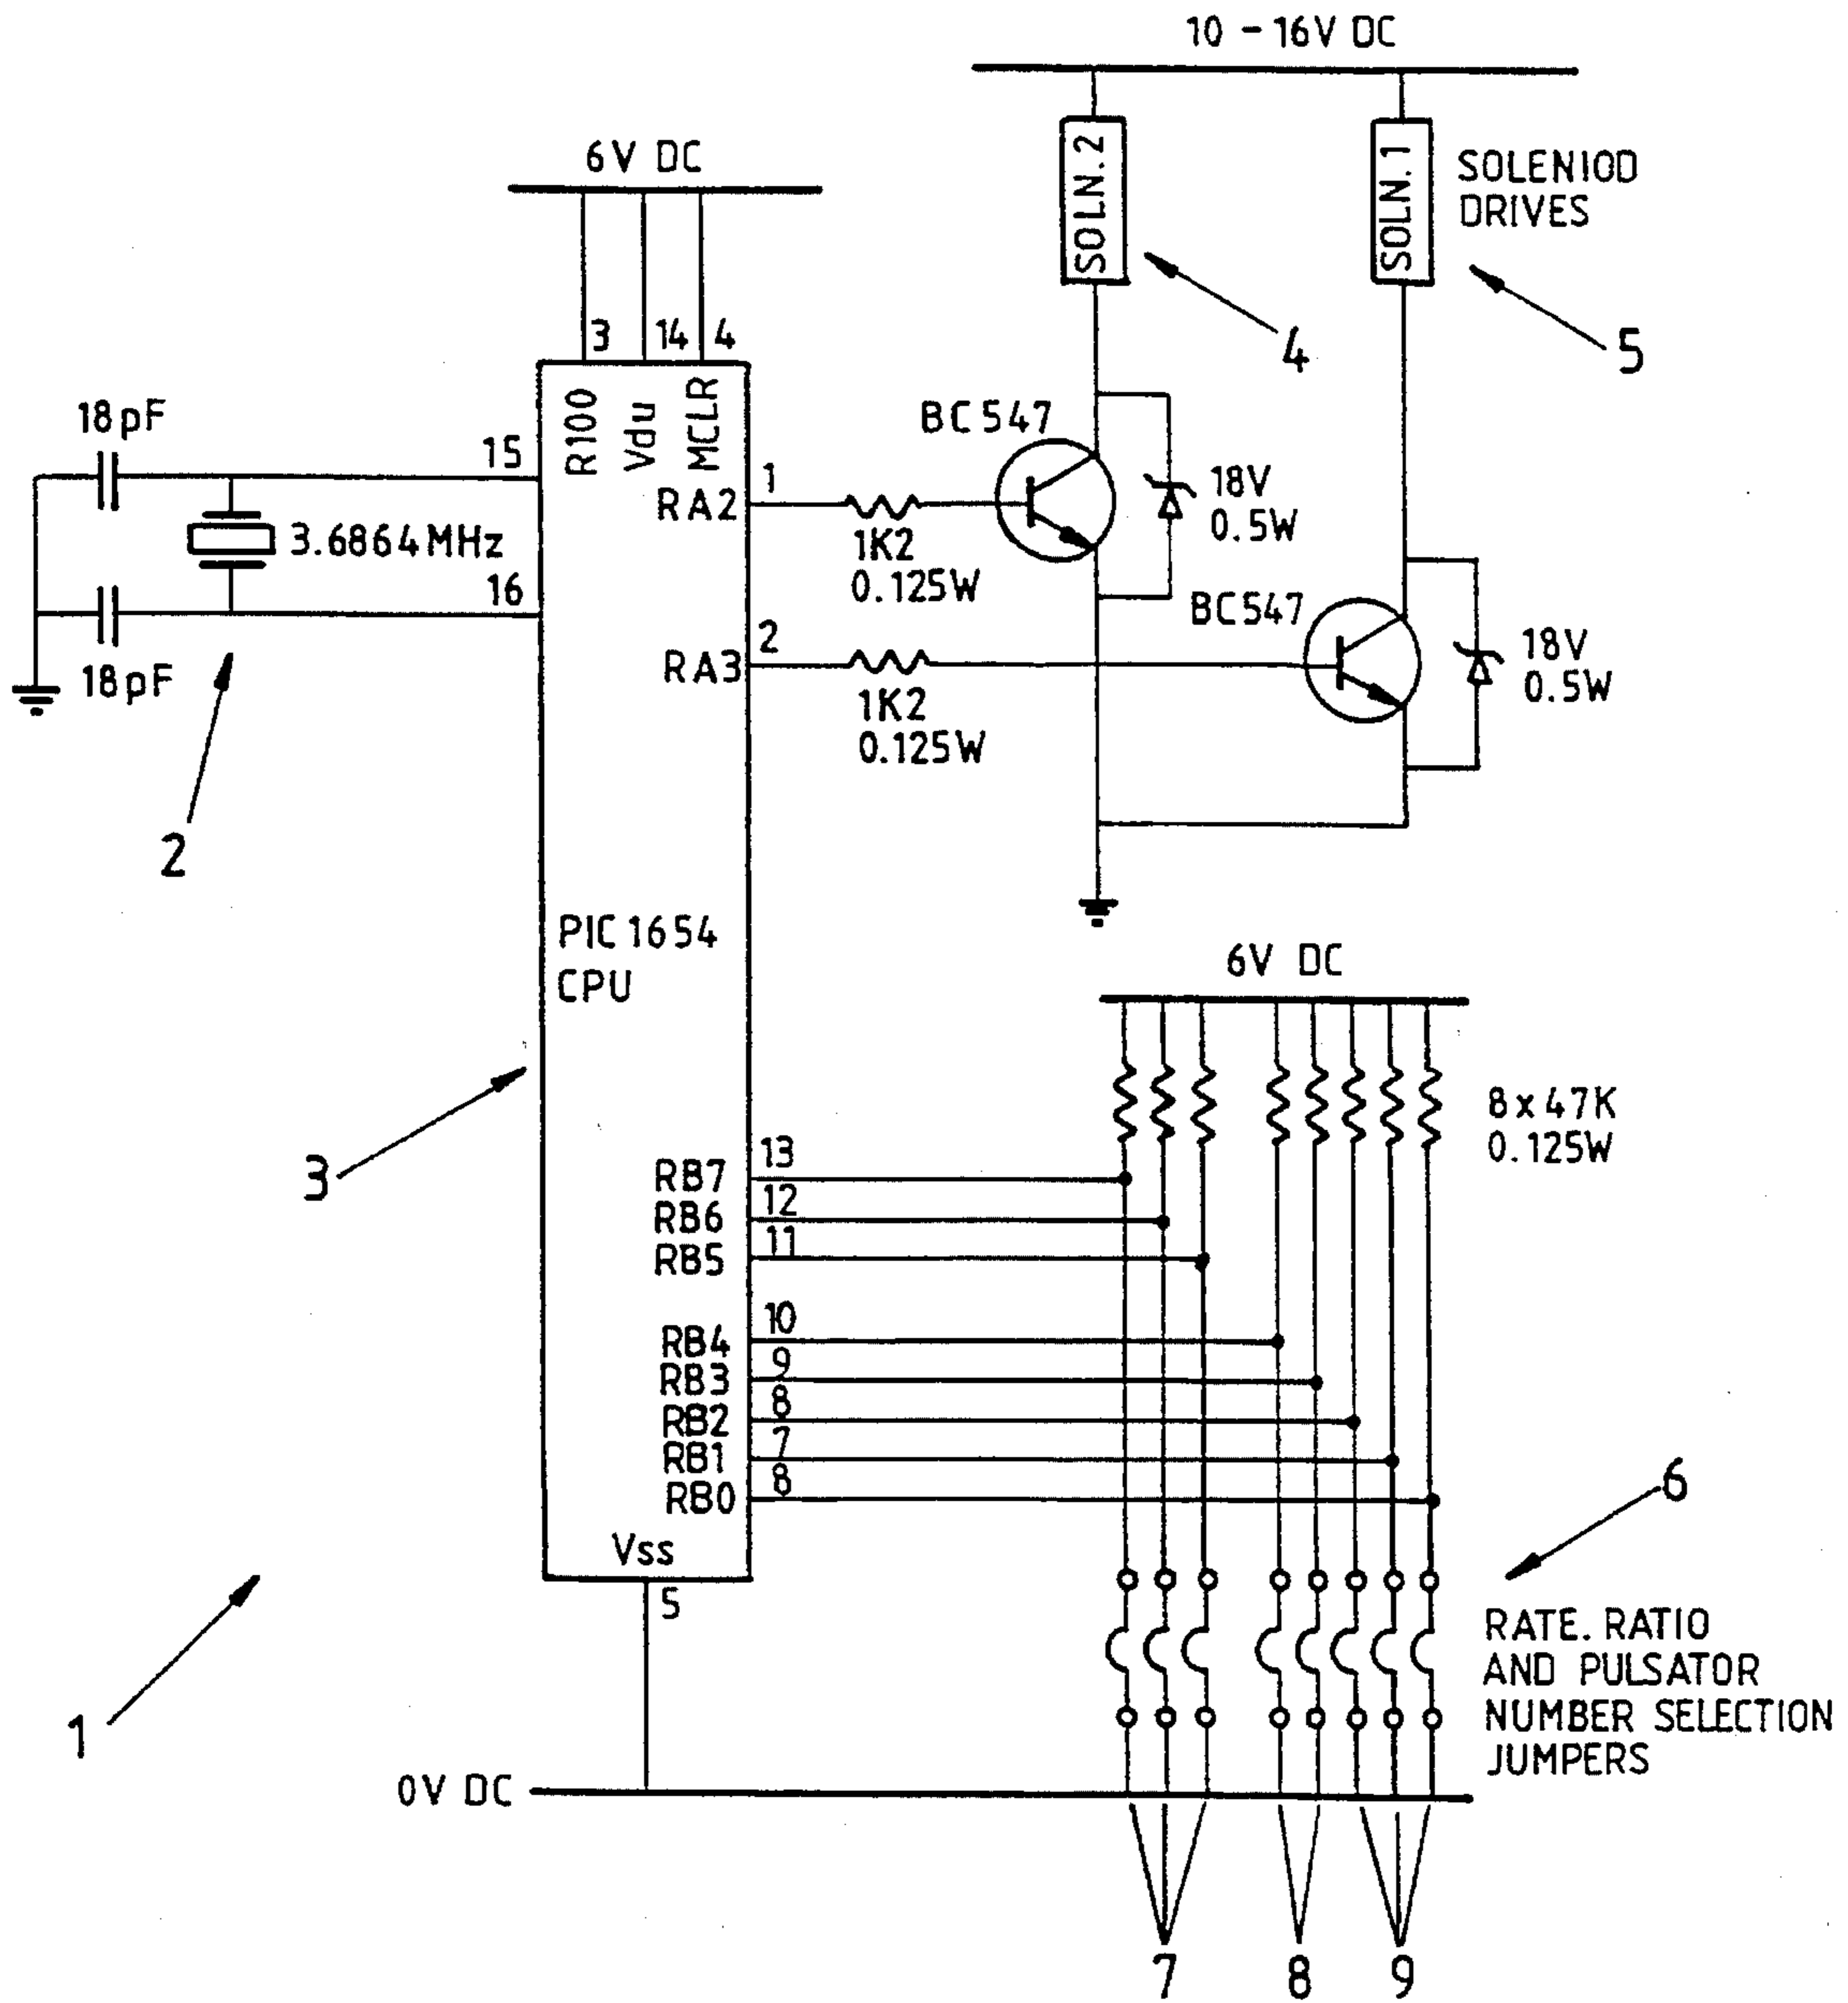 10 - 16V DC
6V DC
SOLN.2
SOLN.1
SOLENIOD
DRIVES
4
5
3
14
4
R100
Vdu
MCLR
18pF
15
3.6864MHz
16
18pF
2
RA2
1
1K2
0.125W
BC547
18V
0.5W
RA3
2
1K2
0.125W
BC547
18V
0.5W
PIC1654
CPU
3
6V DC
8x47K
0.125W
RB7
13
RB6
12
RB5
11
RB4
10
RB3
9
RB2
8
RB1
7
RB0
8
Vss
5
6
RATE. RATIO
AND PULSATOR
NUMBER SELECTION
JUMPERS
1
0V DC
7
8
9